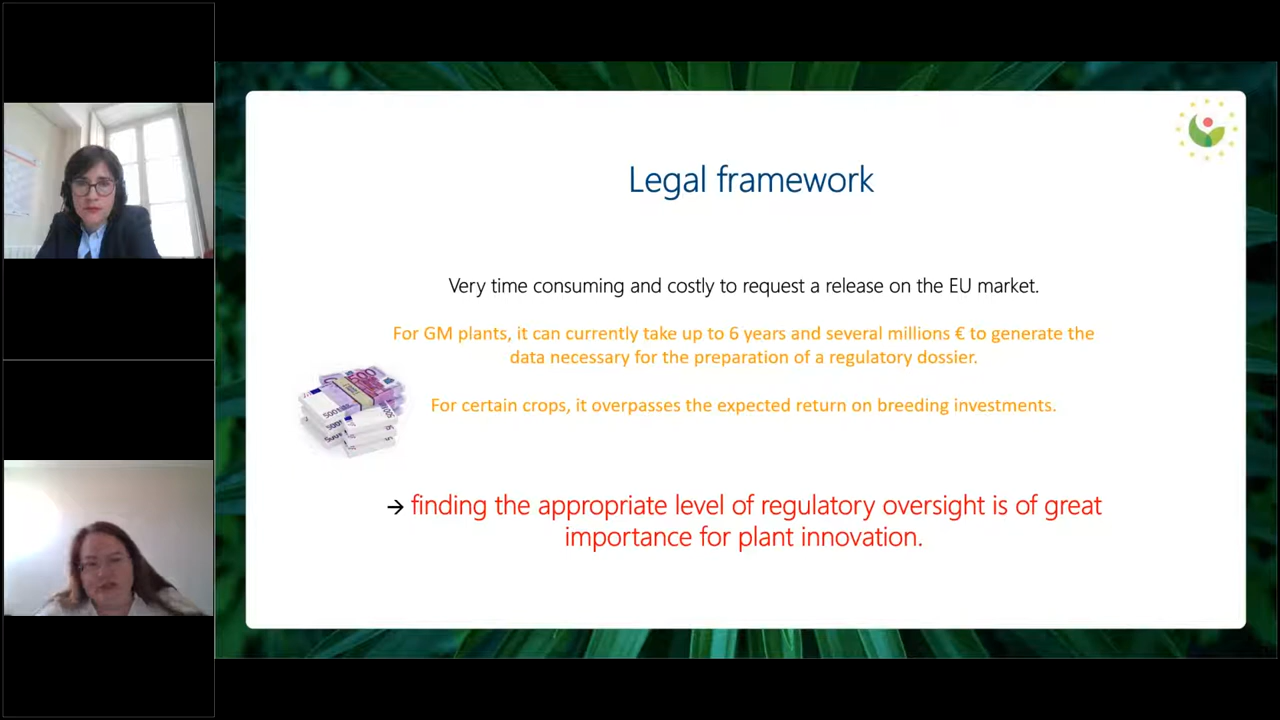 Legal framework
Very time consuming and costly to request a release on the EU market.
For GM plants, it can currently take up to 6 years and several millions € to generate the
data necessary for the preparation of a regulatory dossier.
For certain crops, it overpasses the expected return on breeding investments.
→ finding the appropriate level of regulatory oversight is of great
importance for plant innovation.